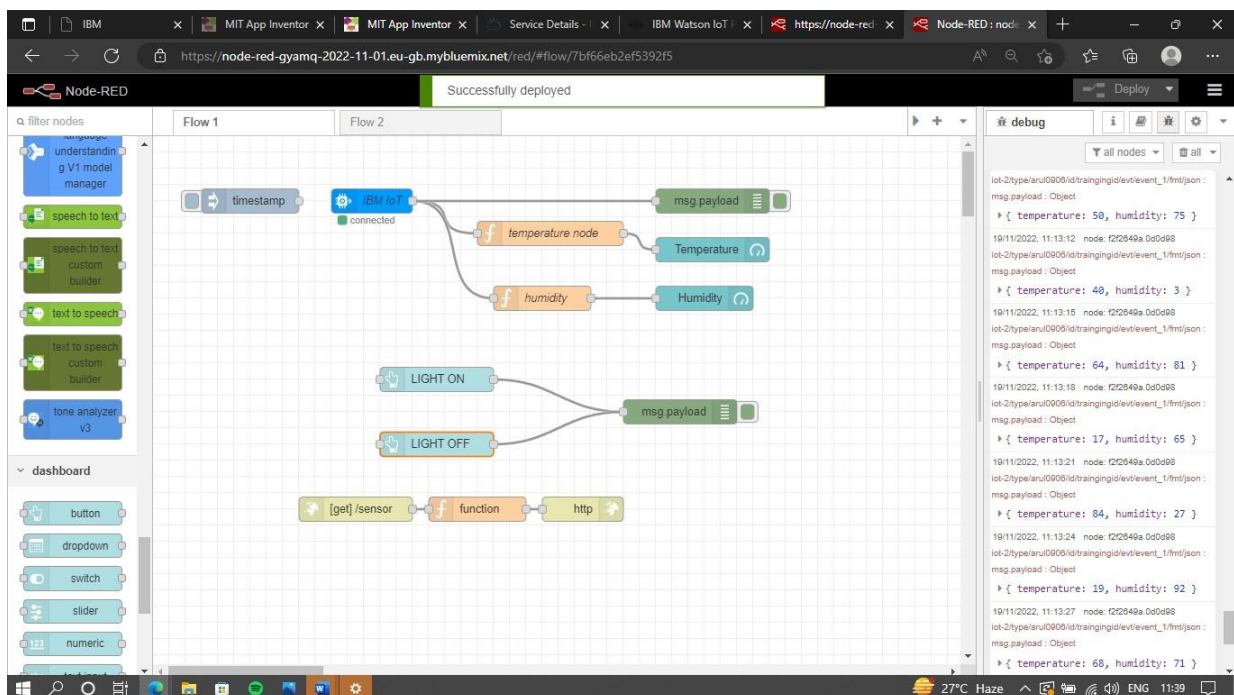 IBM
MIT App Inventor
MIT App Inventor
Service Details -
IBM Watson IoT
https://node-red
Node-RED : node
https://node-red-gyamq-2022-11-01.eu-gb.mybluemix.net/red/#flow/7bf66eb2ef5392f5
Node-RED
Successfully deployed
Deploy
filter nodes
Flow 1
Flow 2
debug
i
all nodes
all
language
understandin
g V1 model
manager
speech to text
speech to text
custom
builder
text to speech
text to speech
custom
builder
tone analyzer
v3
dashboard
button
dropdown
switch
slider
123 numeric
text input
timestamp
IBM IoT
connected
msg.payload
f temperature node
Temperature
f humidity
Humidity
LIGHT ON
msg.payload
LIGHT OFF
[get] /sensor
f function
http
iot-2/type/arul0906/id/traingingid/evt/event_1/fmt/json :
msg.payload : Object
{ temperature: 50, humidity: 75 }
19/11/2022, 11:13:12 node: f2f2649a.0d0d98
iot-2/type/arul0906/id/traingingid/evt/event_1/fmt/json :
msg.payload : Object
{ temperature: 40, humidity: 3 }
19/11/2022, 11:13:15 node: f2f2649a.0d0d98
iot-2/type/arul0906/id/traingingid/evt/event_1/fmt/json :
msg.payload : Object
{ temperature: 64, humidity: 81 }
19/11/2022, 11:13:18 node: f2f2649a.0d0d98
iot-2/type/arul0906/id/traingingid/evt/event_1/fmt/json :
msg.payload : Object
{ temperature: 17, humidity: 65 }
19/11/2022, 11:13:21 node: f2f2649a.0d0d98
iot-2/type/arul0906/id/traingingid/evt/event_1/fmt/json :
msg.payload : Object
{ temperature: 84, humidity: 27 }
19/11/2022, 11:13:24 node: f2f2649a.0d0d98
iot-2/type/arul0906/id/traingingid/evt/event_1/fmt/json :
msg.payload : Object
{ temperature: 19, humidity: 92 }
19/11/2022, 11:13:27 node: f2f2649a.0d0d98
iot-2/type/arul0906/id/traingingid/evt/event_1/fmt/json :
msg.payload : Object
{ temperature: 68, humidity: 71 }
27°C Haze
ENG
11:39